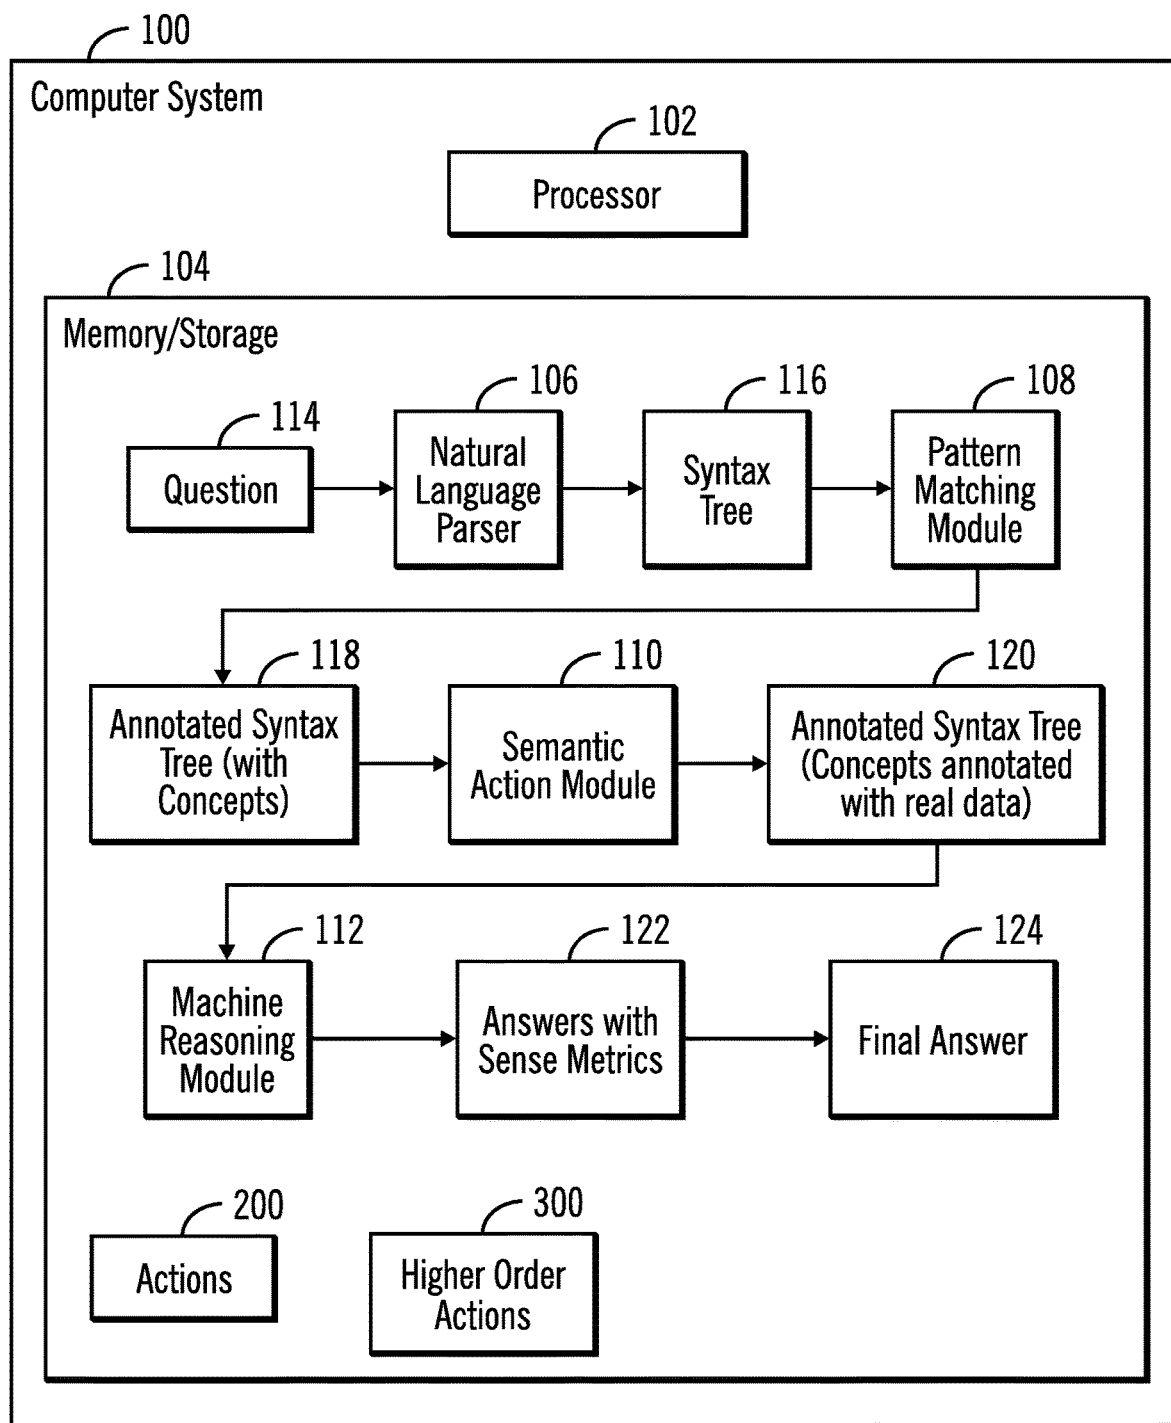 100
Computer System
102
Processor
104
Memory/Storage
106
116
108
114
Question
Natural
Language
Parser
Syntax
Tree
Pattern
Matching
Module
118
110
120
Annotated Syntax
Tree (with
Concepts)
Semantic
Action Module
Annotated Syntax Tree
(Concepts annotated
with real data)
112
122
124
Machine
Reasoning
Module
Answers with
Sense Metrics
Final Answer
200
300
Actions
Higher Order
Actions